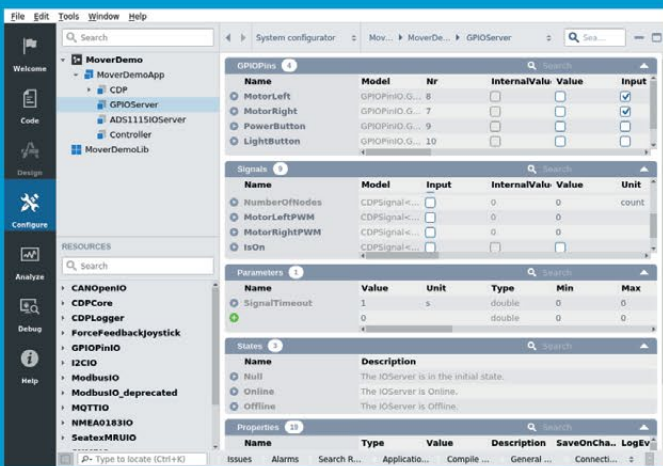 File Edit Tools Window Help
Search
System configurator Mov... MoverDe... GPIOServer Sea...
Welcome
Code
Design
Configure
Analyze
Debug
Help
MoverDemo
MoverDemoApp
CDP
GPIOServer
ADS1115IOServer
Controller
MoverDemoLib
RESOURCES
Search
CANOpenIO
CDPCore
CDPLogger
ForceFeedbackJoystick
GPIOPinIO
I2CIO
ModbusIO
ModbusIO_deprecated
MQTTIO
NMEA0183IO
SeatexMRUIO
GPIOPins 4 Search
Name Model Nr InternalValu Value Input
MotorLeft GPIOPinIO.G... 8
MotorRight GPIOPinIO.G... 7
PowerButton GPIOPinIO.G... 9
LightButton GPIOPinIO.G... 10
Signals 9 Search
Name Model Input InternalValu Value Unit
NumberOfNodes CDPSignal<... 0 0 count
MotorLeftPWM CDPSignal<... 0 0
MotorRightPWM CDPSignal<... 0 0
IsOn CDPSignal<...
Parameters 1 Search
Name Value Unit Type Min Max
SignalTimeout 1 s double 0 0
0 double 0 0
States 3 Search
Name Description
Null The IOServer is in the initial state.
Online The IOServer is Online.
Offline The IOServer is Offline.
Properties Search
Name Type Value Description SaveOnCha.. LogEv
Type to locate (Ctrl+K) Issues Alarms Search R... Applicatio... Compile ... General ... Connecti...